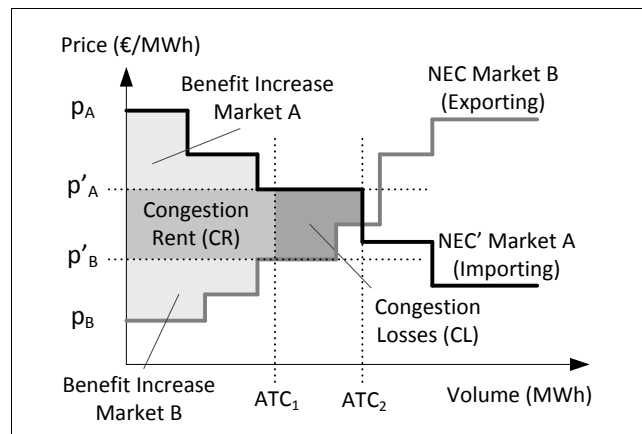 Price (€/MWh)
Benefit Increase
Market A
NEC Market B
(Exporting)
pA
p'A
Congestion
Rent (CR)
p'B
NEC' Market A
(Importing)
pB
Congestion
Losses (CL)
Benefit Increase
Market B
ATC1
ATC2
Volume (MWh)